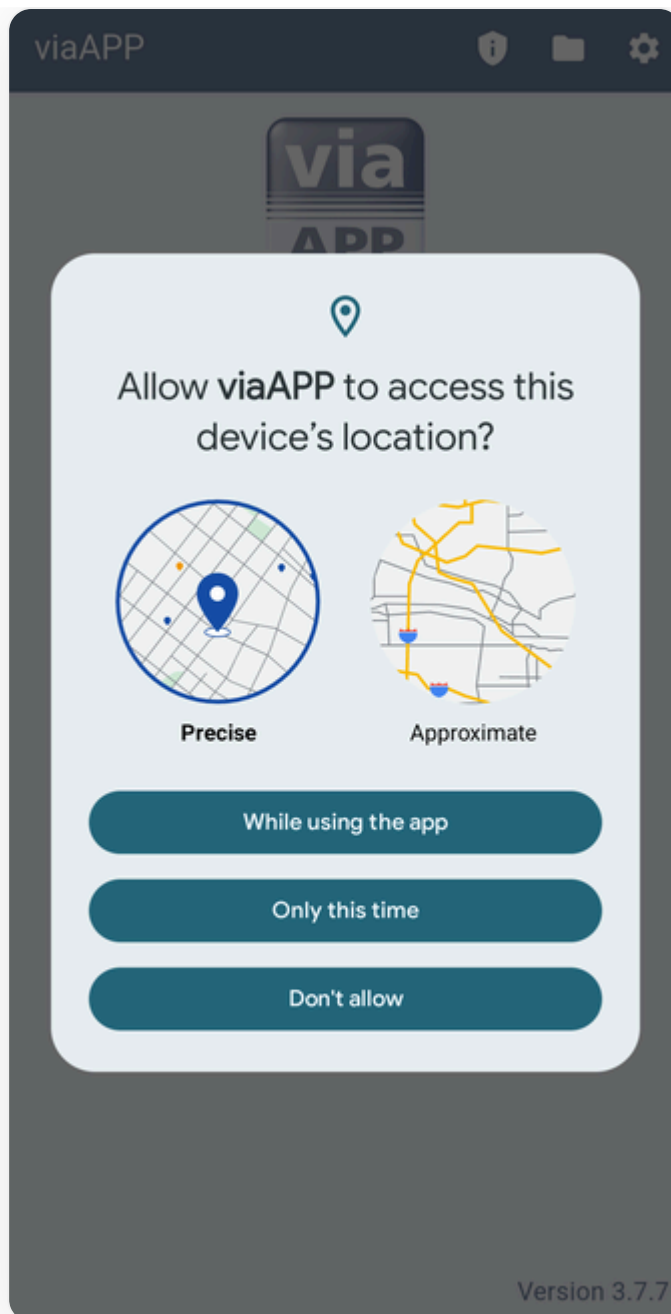 viaAPP
via
APP
Allow viaAPP to access this
device's location?
Precise
Approximate
While using the app
Only this time
Don't allow
Version 3.7.7